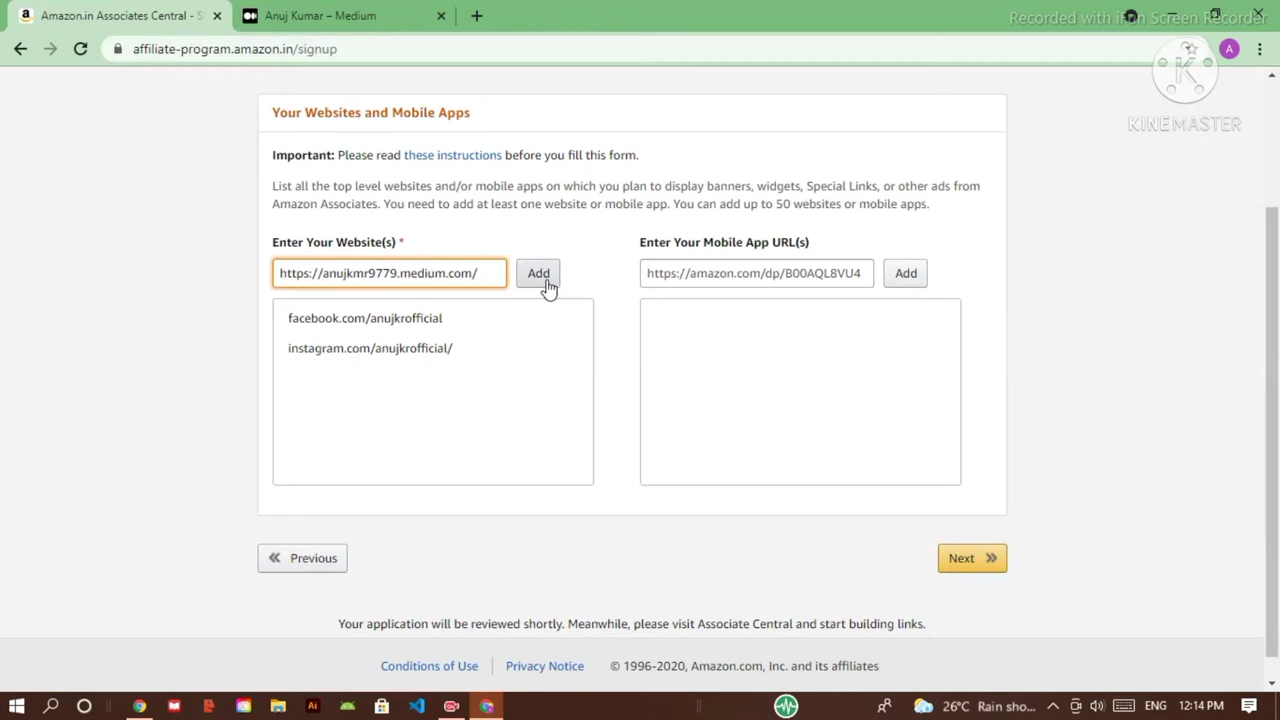 Amazon.in Associates Central - S
Anuj Kumar – Medium
Recorded with iFun Screen Recorder
affiliate-program.amazon.in/signup
A
K
KINEMASTER
Your Websites and Mobile Apps
Important: Please read these instructions before you fill this form.
List all the top level websites and/or mobile apps on which you plan to display banners, widgets, Special Links, or other ads from
Amazon Associates. You need to add at least one website or mobile app. You can add up to 50 websites or mobile apps.
Enter Your Website(s) *
Enter Your Mobile App URL(s)
https://anujkmr9779.medium.com/
Add
https://amazon.com/dp/B00AQL8VU4
Add
facebook.com/anujkrofficial
instagram.com/anujkrofficial/
Previous
Next
Your application will be reviewed shortly. Meanwhile, please visit Associate Central and start building links.
Conditions of Use
Privacy Notice
© 1996-2020, Amazon.com, Inc. and its affiliates
Ai
26°C Rain sho...
ENG
12:14 PM